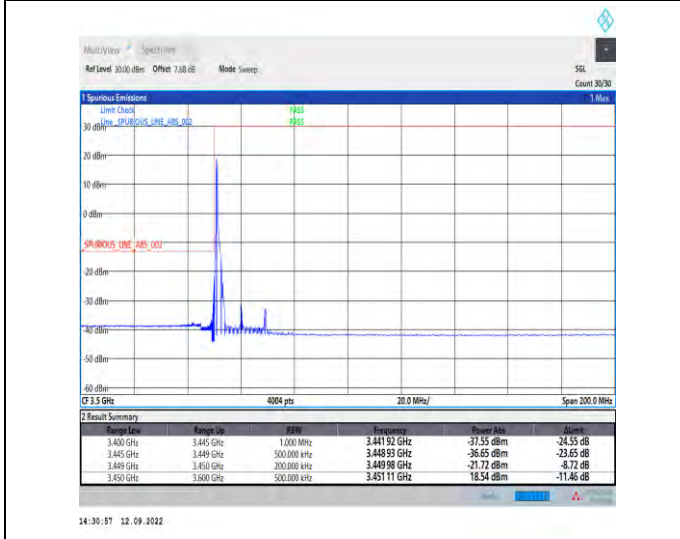 MultiView Spectrum
Ref Level 30.00 dBm Offset 7.68 dB Mode Sweep SGL
Count 30/30
1 Spurious Emissions 1 Max
Limit Check PASS
Line _SPURIOUS_LINE_ABS_002 PASS
30 dBm
20 dBm
10 dBm
0 dBm
_SPURIOUS_LINE_ABS_002
-20 dBm
-30 dBm
-40 dBm
-50 dBm
-60 dBm
CF 3.5 GHz 4004 pts 20.0 MHz/ Span 200.0 MHz
2 Result Summary
Range Low Range Up RBW Frequency Power Abs ΔLimit
3.400 GHz 3.445 GHz 1.000 MHz 3.441 92 GHz -37.55 dBm -24.55 dB
3.445 GHz 3.449 GHz 500.000 kHz 3.448 93 GHz -36.65 dBm -23.65 dB
3.449 GHz 3.450 GHz 200.000 kHz 3.449 98 GHz -21.72 dBm -8.72 dB
3.450 GHz 3.600 GHz 500.000 kHz 3.451 11 GHz 18.54 dBm -11.46 dB
14:30:57 12.09.2022